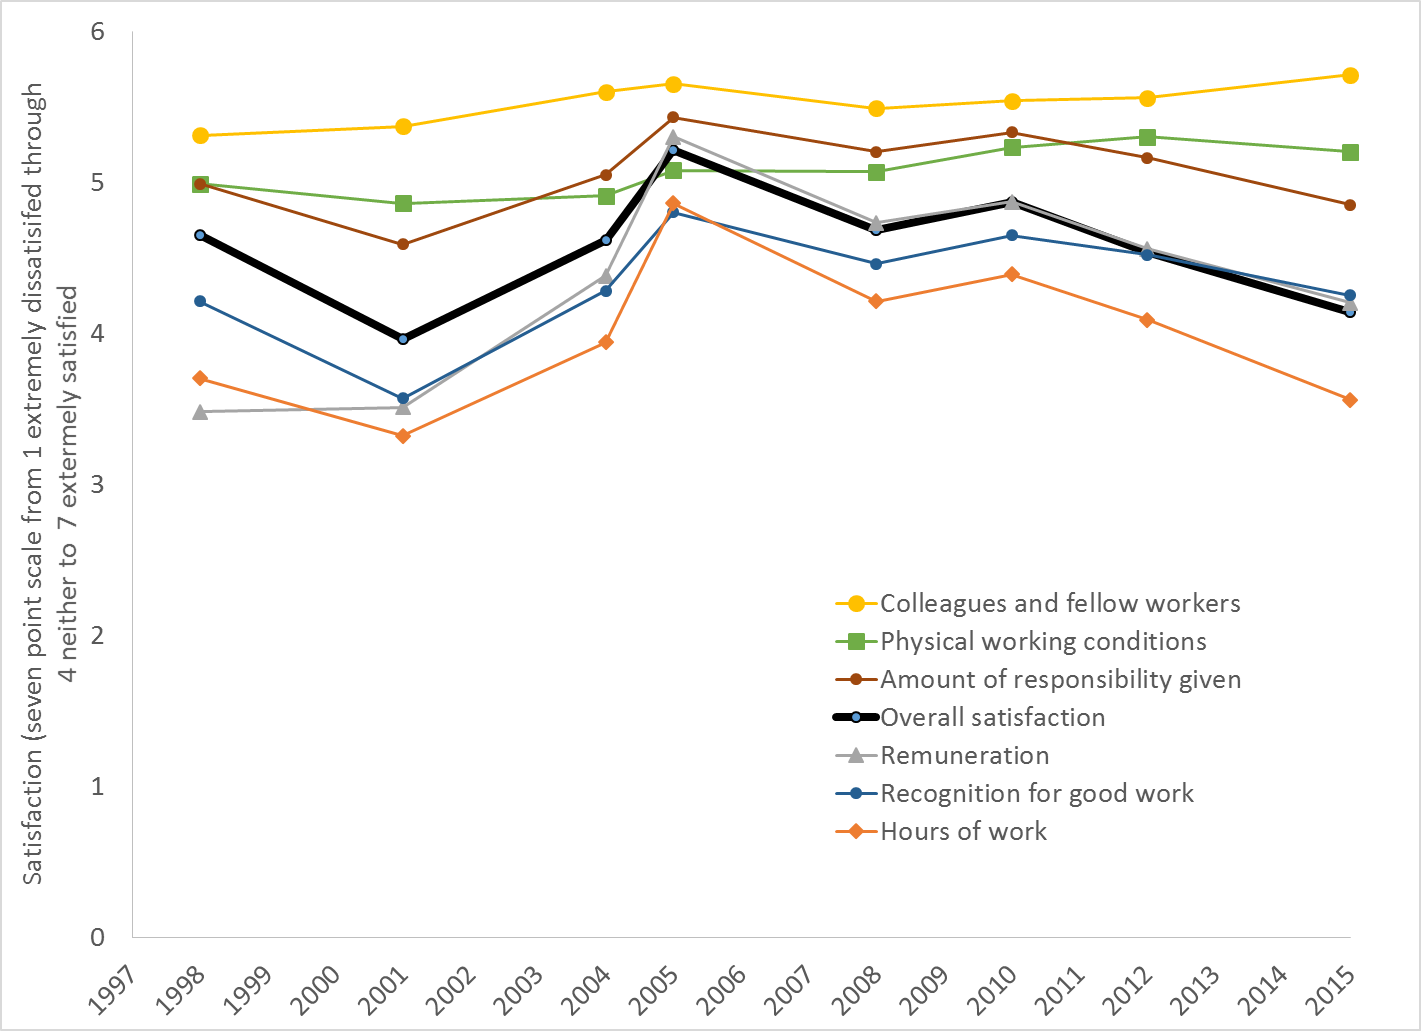 Satisfaction (seven point scale from 1 extremely dissatisifed through
4 neither to 7 extermely satisfied
6
5
4
3
2
1
0
Colleagues and fellow workers
Physical working conditions
Amount of responsibility given
Overall satisfaction
Remuneration
Recognition for good work
Hours of work
1997
1998
1999
2000
2001
2002
2003
2004
2005
2006
2007
2008
2009
2010
2011
2012
2013
2014
2015